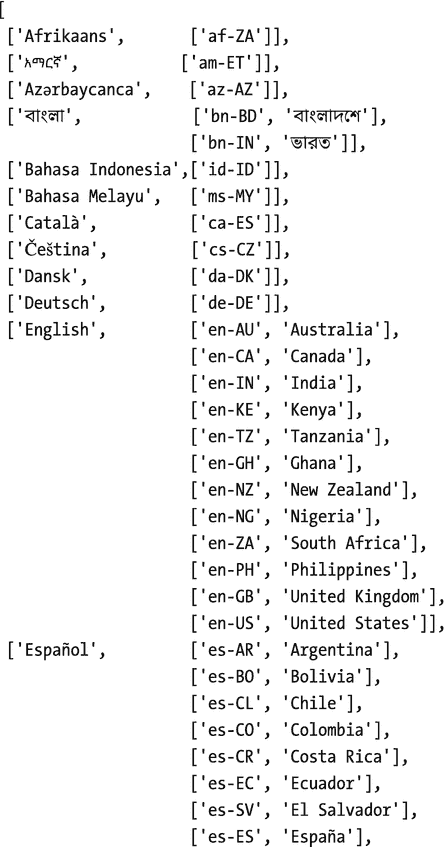 [
['Afrikaans', ['af-ZA']],
['አማርኛ', ['am-ET']],
['Azərbaycanca', ['az-AZ']],
['বাংলা', ['bn-BD', 'বাংলাদেশ'],
['bn-IN', 'ভারত']],
['Bahasa Indonesia',['id-ID']],
['Bahasa Melayu', ['ms-MY']],
['Català', ['ca-ES']],
['Čeština', ['cs-CZ']],
['Dansk', ['da-DK']],
['Deutsch', ['de-DE']],
['English', ['en-AU', 'Australia'],
['en-CA', 'Canada'],
['en-IN', 'India'],
['en-KE', 'Kenya'],
['en-TZ', 'Tanzania'],
['en-GH', 'Ghana'],
['en-NZ', 'New Zealand'],
['en-NG', 'Nigeria'],
['en-ZA', 'South Africa'],
['en-PH', 'Philippines'],
['en-GB', 'United Kingdom'],
['en-US', 'United States']],
['Español', ['es-AR', 'Argentina'],
['es-BO', 'Bolivia'],
['es-CL', 'Chile'],
['es-CO', 'Colombia'],
['es-CR', 'Costa Rica'],
['es-EC', 'Ecuador'],
['es-SV', 'El Salvador'],
['es-ES', 'España'],